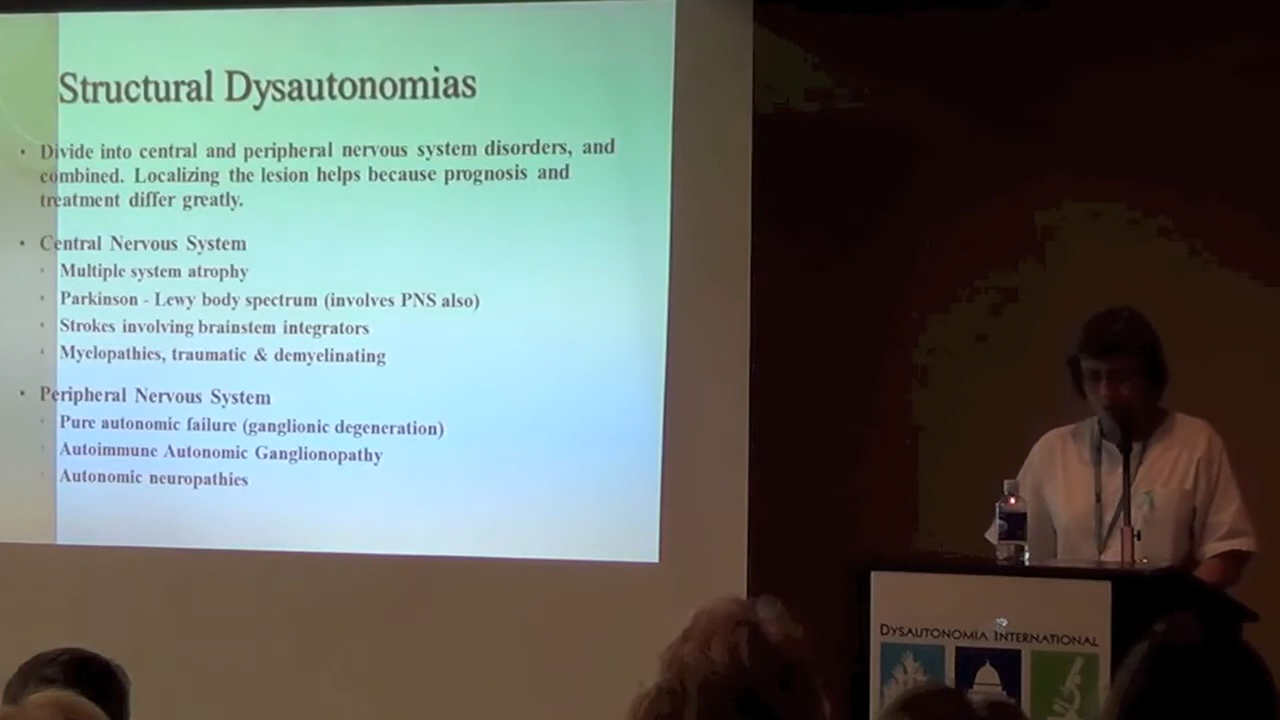 Structural Dysautonomias
• Divide into central and peripheral nervous system disorders, and
combined. Localizing the lesion helps because prognosis and
treatment differ greatly.
• Central Nervous System
• Multiple system atrophy
• Parkinson - Lewy body spectrum (involves PNS also)
• Strokes involving brainstem integrators
• Myelopathies, traumatic & demyelinating
• Peripheral Nervous System
• Pure autonomic failure (ganglionic degeneration)
• Autoimmune Autonomic Ganglionopathy
• Autonomic neuropathies
DYSAUTONOMIA INTERNATIONAL